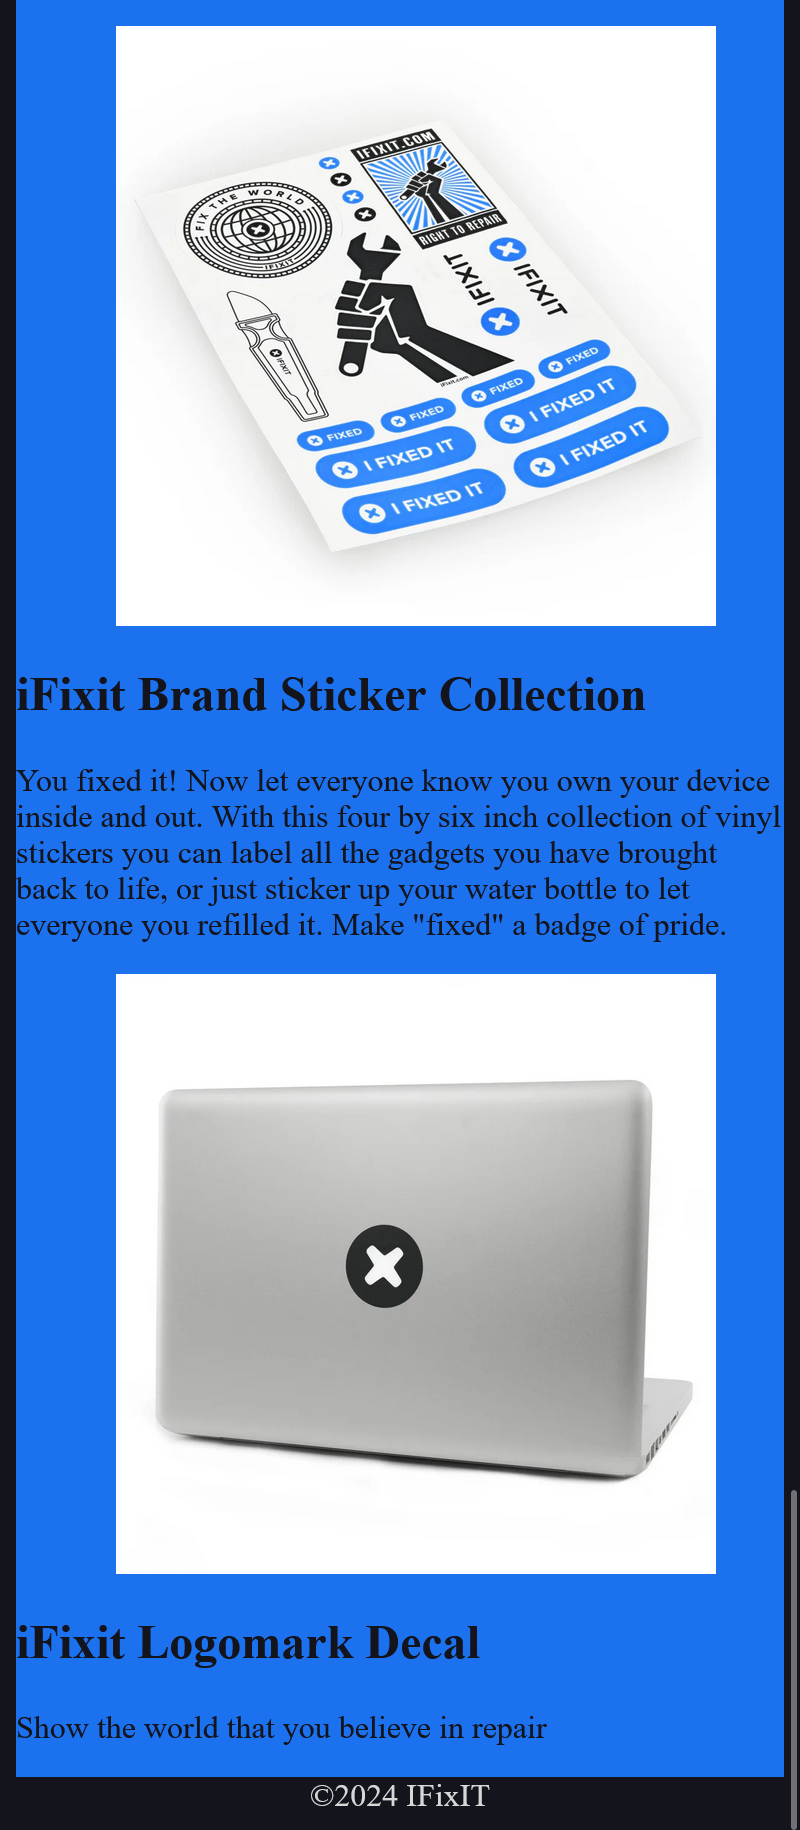 IFIXIT.COM
FIX THE WORLD
IFIXIT
RIGHT TO REPAIR
IFIXIT
IFIXIT
IFIXIT
iFixit.com
FIXED
FIXED
FIXED
FIXED
I FIXED IT
I FIXED IT
I FIXED IT
I FIXED IT
iFixit Brand Sticker Collection
You fixed it! Now let everyone know you own your device
inside and out. With this four by six inch collection of vinyl
stickers you can label all the gadgets you have brought
back to life, or just sticker up your water bottle to let
everyone you refilled it. Make "fixed" a badge of pride.
iFixit Logomark Decal
Show the world that you believe in repair
©2024 IFixIT